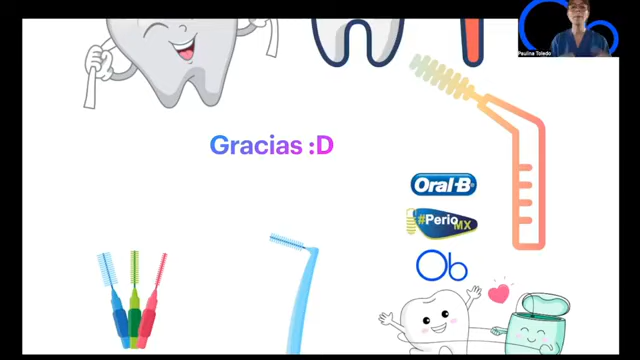 Paulina Toledo
Gracias :D
Oral-B
#Perio
MX
Ob